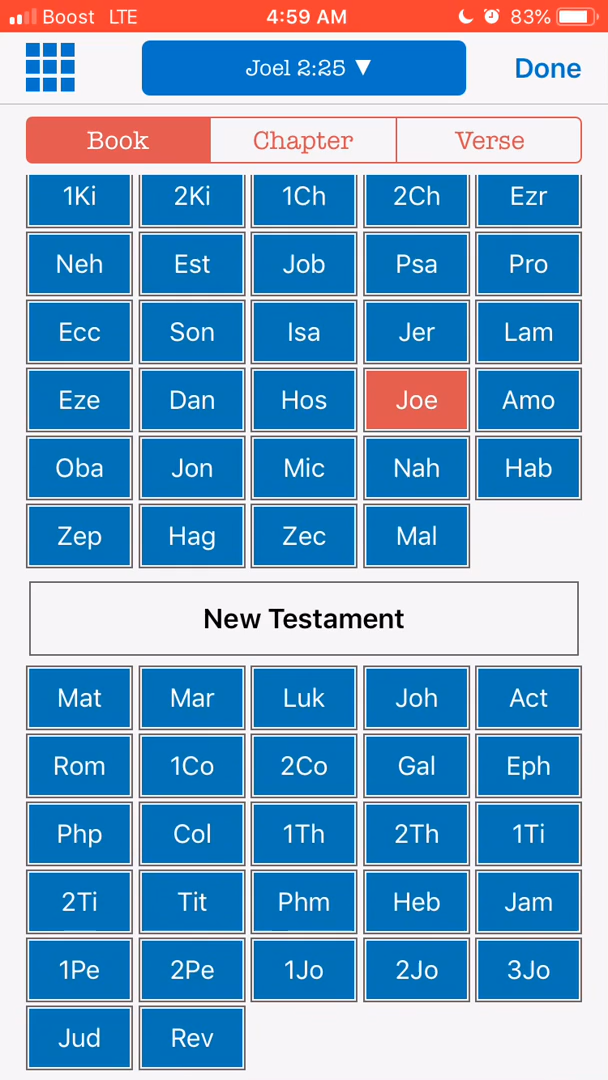 Boost LTE 4:59 AM 83%
Joel 2:25 ▼ Done
Book Chapter Verse
1Ki 2Ki 1Ch 2Ch Ezr
Neh Est Job Psa Pro
Ecc Son Isa Jer Lam
Eze Dan Hos Joe Amo
Oba Jon Mic Nah Hab
Zep Hag Zec Mal
New Testament
Mat Mar Luk Joh Act
Rom 1Co 2Co Gal Eph
Php Col 1Th 2Th 1Ti
2Ti Tit Phm Heb Jam
1Pe 2Pe 1Jo 2Jo 3Jo
Jud Rev